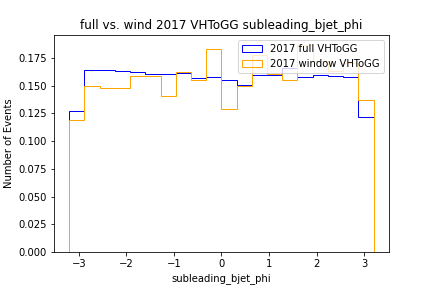 full vs. wind 2017 VHToGG subleading_bjet_phi
2017 full VHToGG
2017 window VHToGG
Number of Events
0.175
0.150
0.125
0.100
0.075
0.050
0.025
0.000
−3 −2 −1 0 1 2 3
subleading_bjet_phi